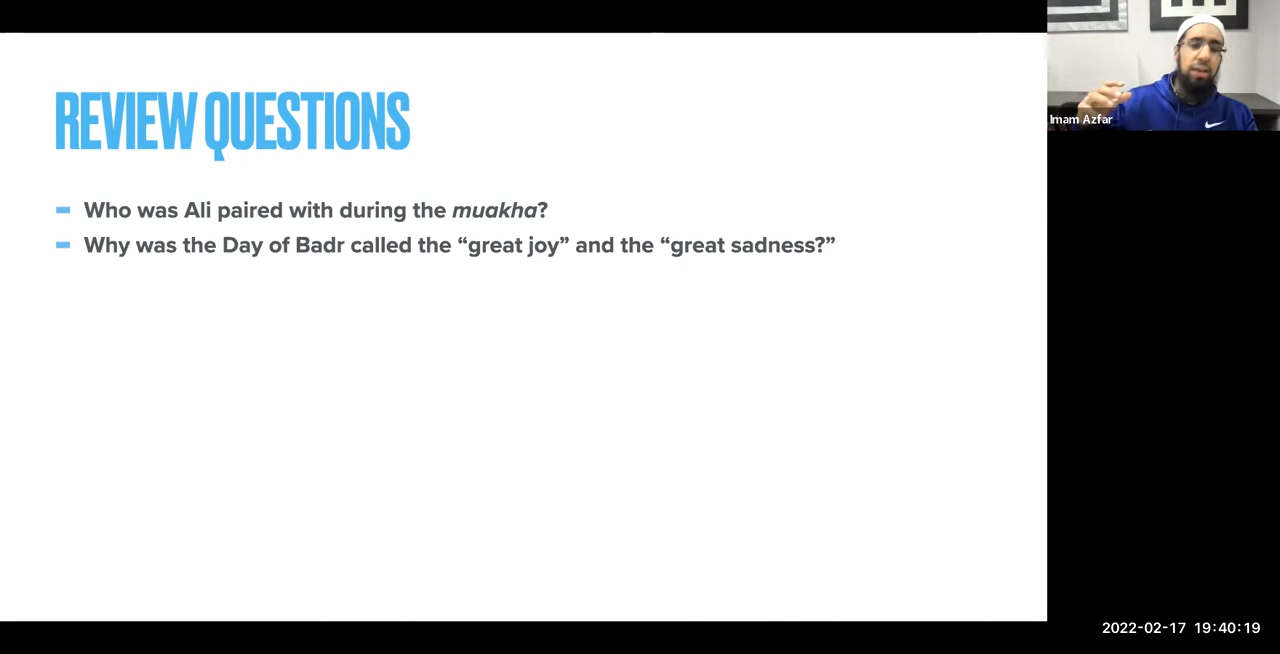 REVIEW QUESTIONS
Who was Ali paired with during the muakha?
Why was the Day of Badr called the “great joy” and the “great sadness?”
Imam Azfar
2022-02-17 19:40:19